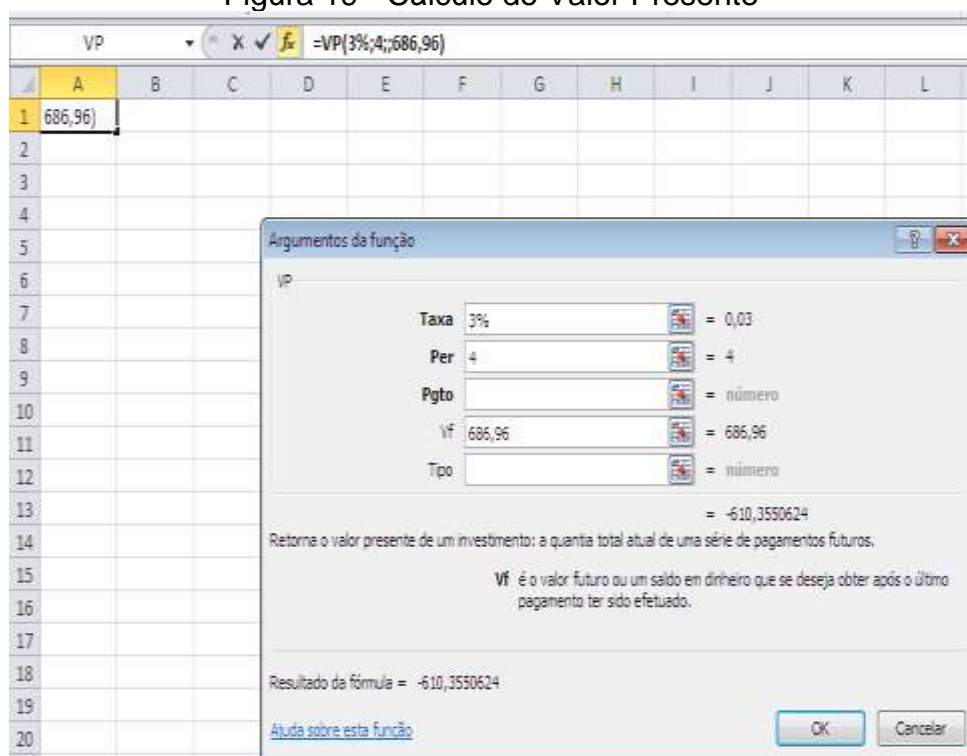 Figura 10 - Cálculo do Valor Presente
VP =VP(3%;4;;686,96)
A B C D E F G H I J K L
1 686,96)
2
3
4
5
6
7
8
9
10
11
12
13
14
15
16
17
18
19
20
Argumentos da função
VP
Taxa 3% = 0,03
Per 4 = 4
Pgto = número
Vf 686,96 = 686,96
Tipo = número
= -610,3550624
Retorna o valor presente de um investimento: a quantia total atual de uma série de pagamentos futuros.
Vf é o valor futuro ou um saldo em dinheiro que se deseja obter após o último
pagamento ter sido efetuado.
Resultado da fórmula = -610,3550624
Ajuda sobre esta função
OK Cancelar